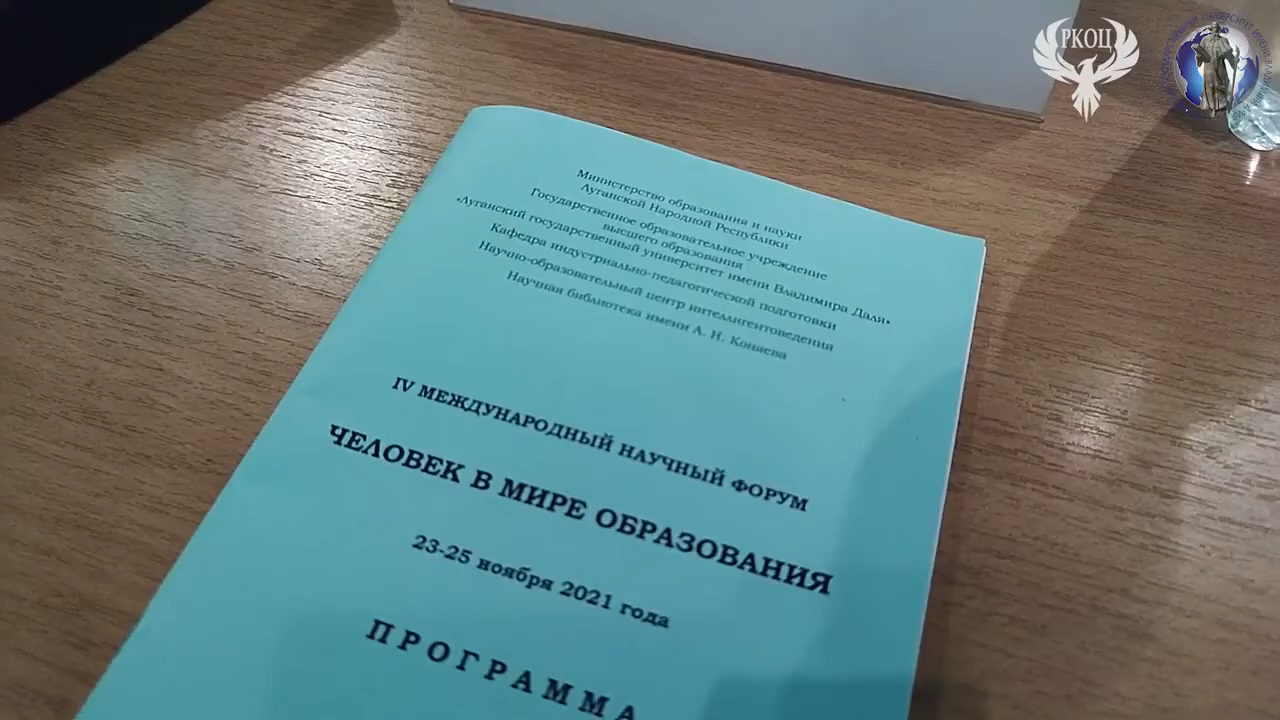 РКОЦ
Министерство образования и науки
Луганской Народной Республики
Государственное образовательное учреждение
высшего образования
«Луганский государственный университет имени Владимира Даля»
Кафедра индустриально-педагогической подготовки
Научно-образовательный центр интеллигентоведения
Научная библиотека имени А. Н. Коняева
IV МЕЖДУНАРОДНЫЙ НАУЧНЫЙ ФОРУМ
ЧЕЛОВЕК В МИРЕ ОБРАЗОВАНИЯ
23-25 ноября 2021 года
ПРОГРАММА